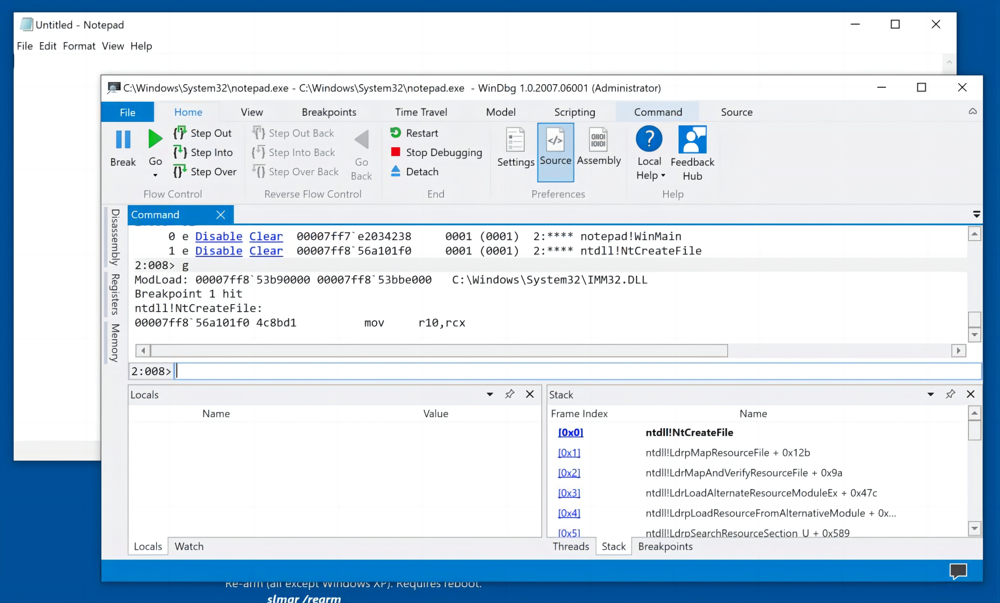 Untitled - Notepad
File Edit Format View Help
C:\Windows\System32\notepad.exe - C:\Windows\System32\notepad.exe - WinDbg 1.0.2007.06001 (Administrator)
File Home View Breakpoints Time Travel Model Scripting Command Source
Break
Go
Step Out
Step Into
Step Over
Flow Control
Step Out Back
Step Into Back
Step Over Back
Go Back
Reverse Flow Control
Restart
Stop Debugging
Detach
End
Settings
Source
Assembly
Preferences
Local Help
Feedback Hub
Help
Disassembly
Registers
Memory
Command
0 e Disable Clear 00007ff7`e2034238 0001 (0001) 2:**** notepad!WinMain
1 e Disable Clear 00007ff8`56a101f0 0001 (0001) 2:**** ntdll!NtCreateFile
2:008> g
ModLoad: 00007ff8`53b90000 00007ff8`53bbe000 C:\Windows\System32\IMM32.DLL
Breakpoint 1 hit
ntdll!NtCreateFile:
00007ff8`56a101f0 4c8bd1 mov r10,rcx
2:008>
Locals
Name Value
Locals Watch
Stack
Frame Index Name
[0x0] ntdll!NtCreateFile
[0x1] ntdll!LdrpMapResourceFile + 0x12b
[0x2] ntdll!LdrMapAndVerifyResourceFile + 0x9a
[0x3] ntdll!LdrLoadAlternateResourceModuleEx + 0x47c
[0x4] ntdll!LdrpLoadResourceFromAlternativeModule + 0x...
[0x5] ntdll!LdrpSearchResourceSection_U + 0x589
Threads Stack Breakpoints
Re-arm (all except Windows XP). Requires reboot.
slmgr /rearm